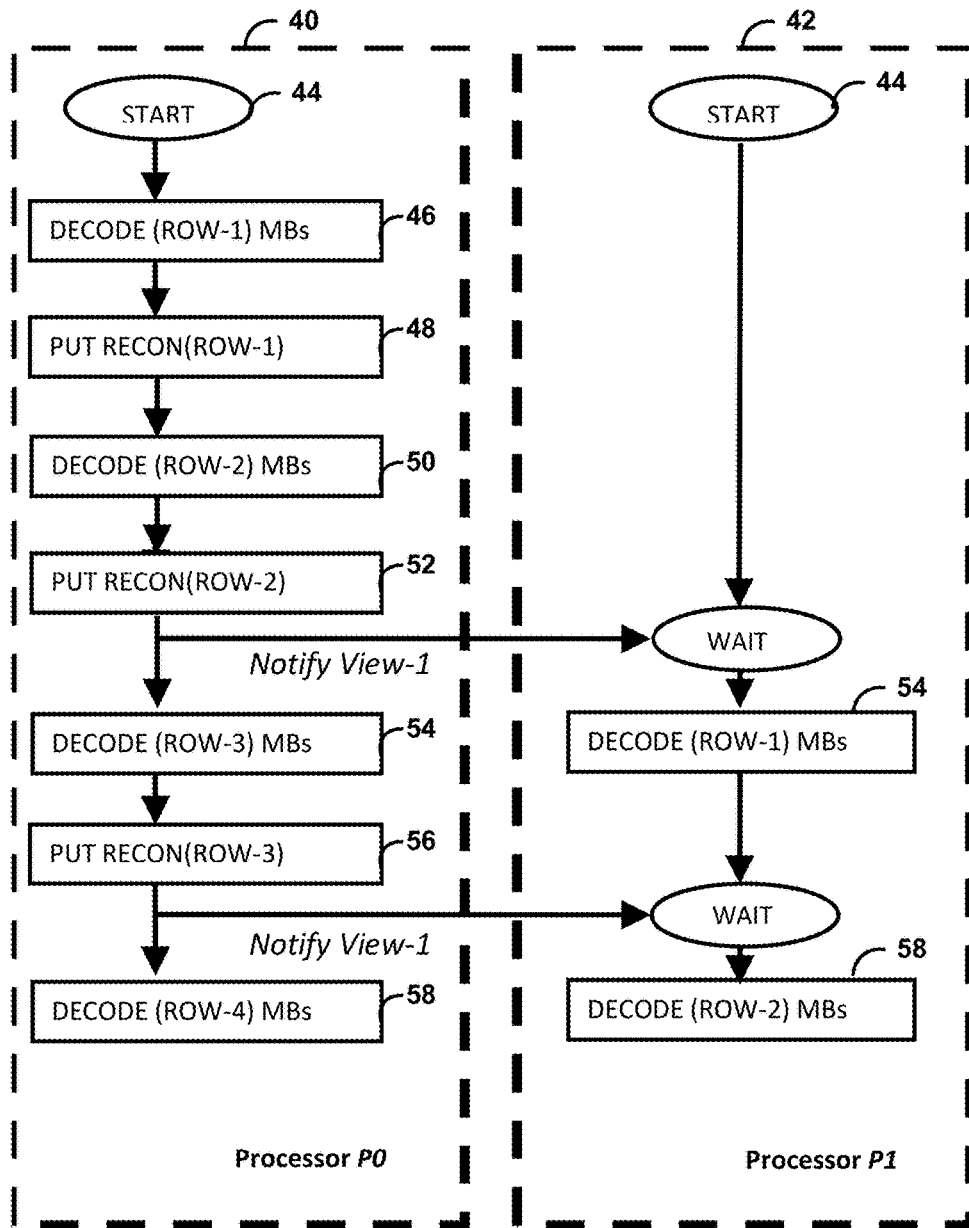 40
42
START
44
START
44
DECODE (ROW-1) MBs
46
PUT RECON(ROW-1)
48
DECODE (ROW-2) MBs
50
PUT RECON(ROW-2)
52
WAIT
Notify View-1
DECODE (ROW-3) MBs
54
DECODE (ROW-1) MBs
54
PUT RECON(ROW-3)
56
WAIT
Notify View-1
DECODE (ROW-4) MBs
58
DECODE (ROW-2) MBs
58
Processor P0
Processor P1